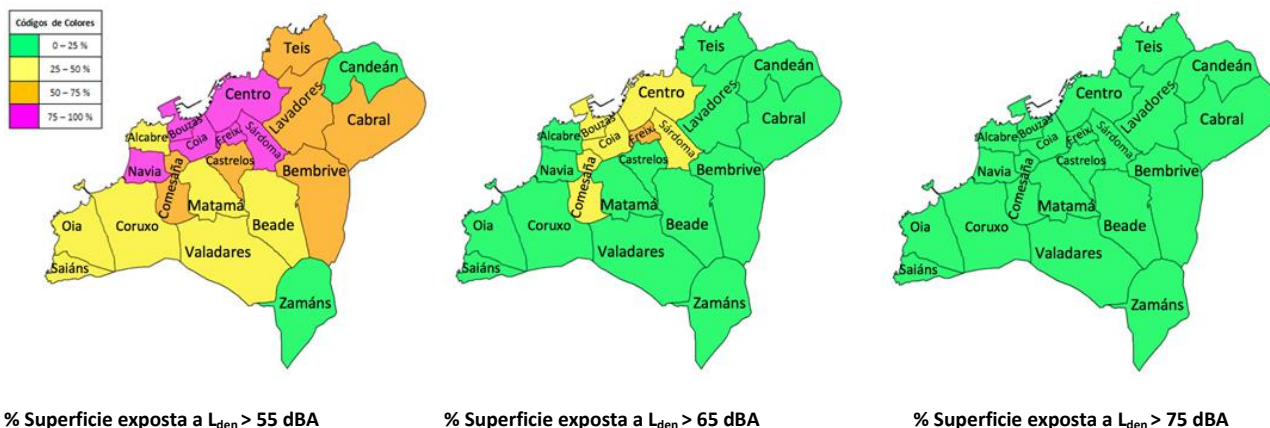 Códigos de Colores
0 – 25 %
25 – 50 %
50 – 75 %
75 – 100 %
Teis
Candeán
Centro
Lavadores
Cabral
Bouzas
Alcabre
Coia
Freixi.
Sárdoma
Navia
Comesaña
Castrelos
Bembrive
Matamá
Oia
Coruxo
Beade
Valadares
Saiáns
Zamáns
Teis
Candeán
Centro
Lavadores
Cabral
Bouzas
Alcabre
Coia
Freixi.
Sárdoma
Navia
Comesaña
Castrelos
Bembrive
Matamá
Oia
Coruxo
Beade
Valadares
Saiáns
Zamáns
Teis
Candeán
Centro
Lavadores
Cabral
Bouzas
Alcabre
Coia
Freixi.
Sárdoma
Navia
Comesaña
Castrelos
Bembrive
Matamá
Oia
Coruxo
Beade
Valadares
Saiáns
Zamáns
% Superficie exposta a Lden > 55 dBA
% Superficie exposta a Lden > 65 dBA
% Superficie exposta a Lden > 75 dBA